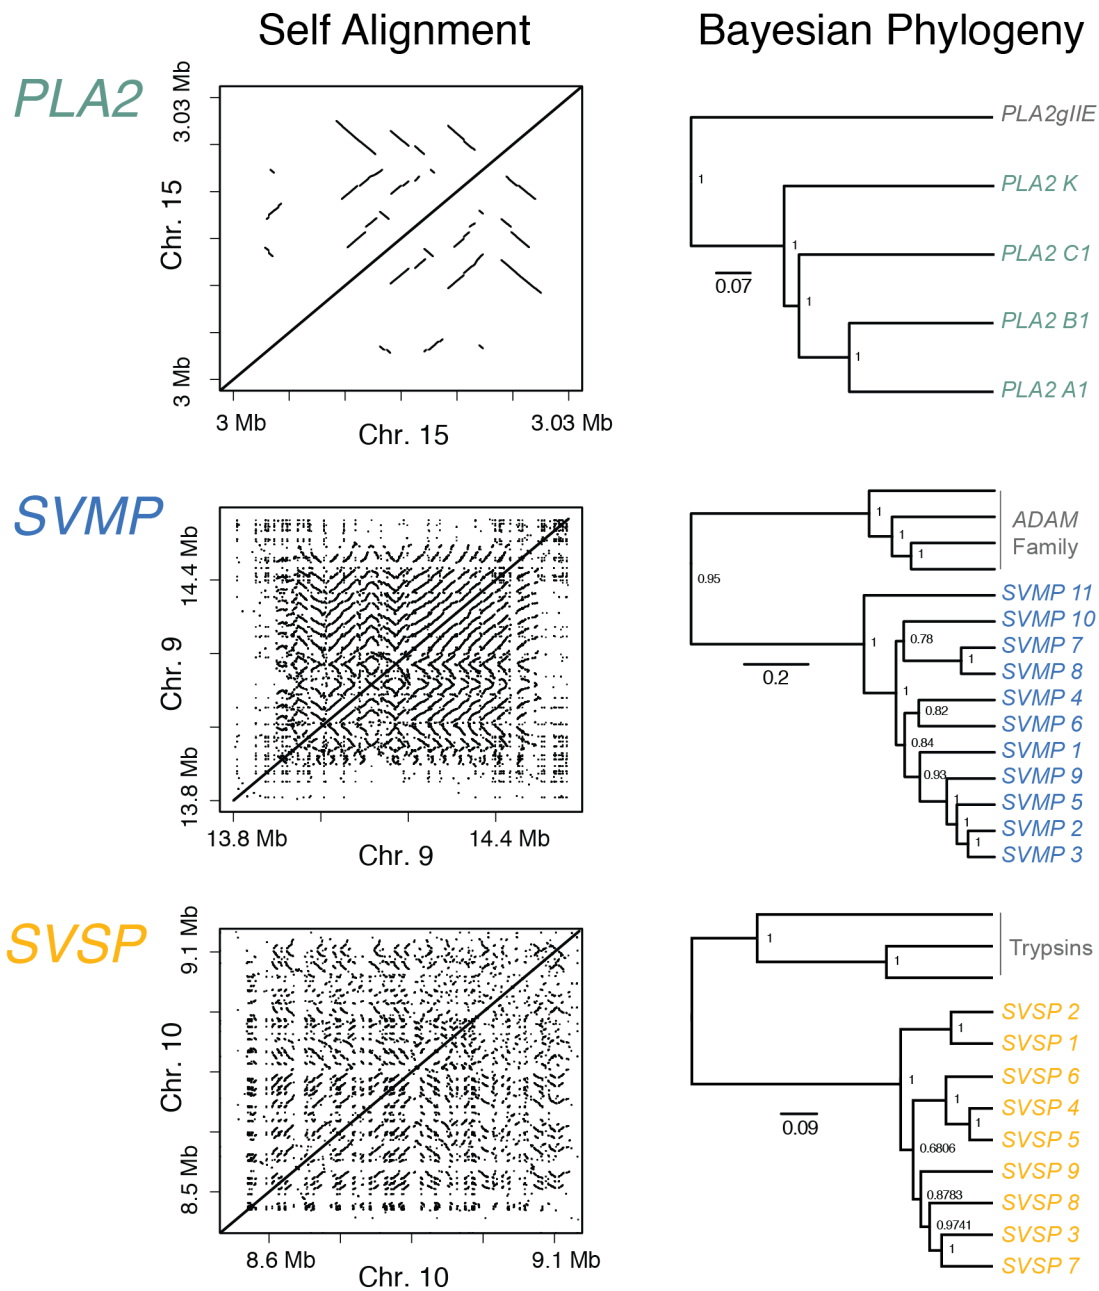 Self Alignment
Bayesian Phylogeny
PLA2
3.03 Mb
Chr. 15
3 Mb
3 Mb
3.03 Mb
Chr. 15
PLA2gIIE
PLA2 K
PLA2 C1
PLA2 B1
PLA2 A1
1
1
1
1
0.07
SVMP
14.4 Mb
Chr. 9
13.8 Mb
13.8 Mb
14.4 Mb
Chr. 9
ADAM
Family
SVMP 11
SVMP 10
SVMP 7
SVMP 8
SVMP 4
SVMP 6
SVMP 1
SVMP 9
SVMP 5
SVMP 2
SVMP 3
1
1
1
0.95
1
0.78
1
1
0.82
0.84
0.93
1
1
1
0.2
SVSP
9.1 Mb
Chr. 10
8.5 Mb
8.6 Mb
9.1 Mb
Chr. 10
Trypsins
SVSP 2
SVSP 1
SVSP 6
SVSP 4
SVSP 5
SVSP 9
SVSP 8
SVSP 3
SVSP 7
1
1
1
1
1
1
0.6806
0.8783
0.9741
1
0.09